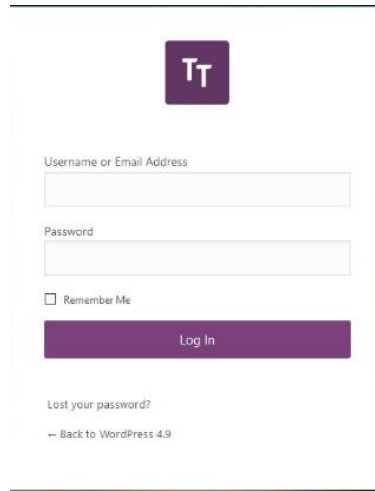 TT
Username or Email Address
Password
Remember Me
Log In
Lost your password?
← Back to WordPress 4.9